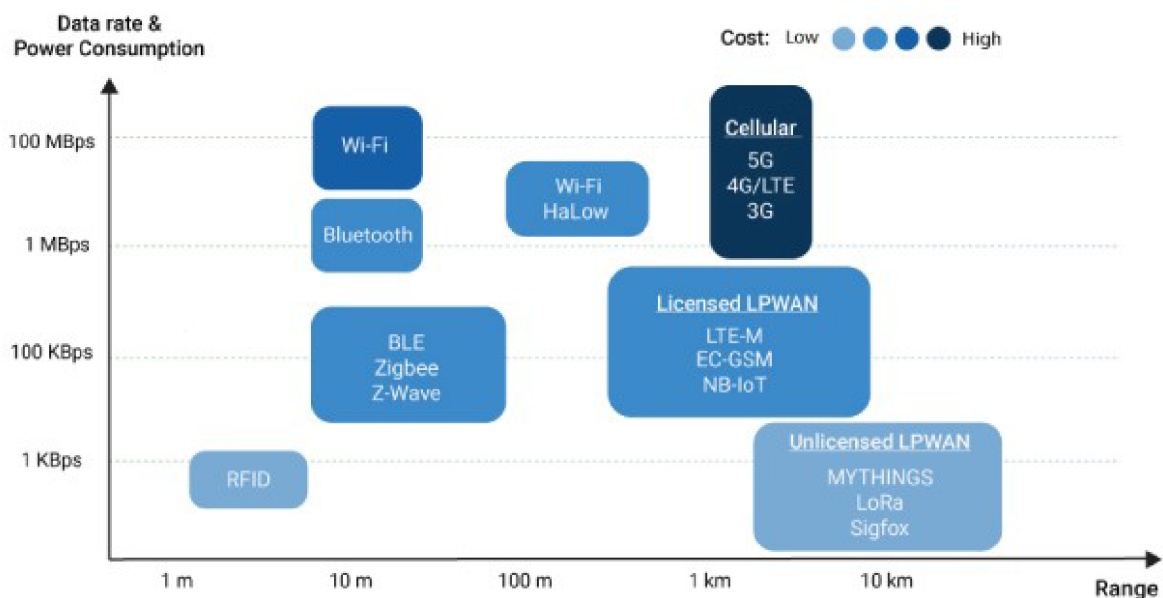 Data rate &
Power Consumption
Cost: Low High
100 MBps
1 MBps
100 KBps
1 KBps
Wi-Fi
Bluetooth
Wi-Fi
HaLow
Cellular
5G
4G/LTE
3G
BLE
Zigbee
Z-Wave
Licensed LPWAN
LTE-M
EC-GSM
NB-IoT
RFID
Unlicensed LPWAN
MYTHINGS
LoRa
Sigfox
1 m 10 m 100 m 1 km 10 km
Range